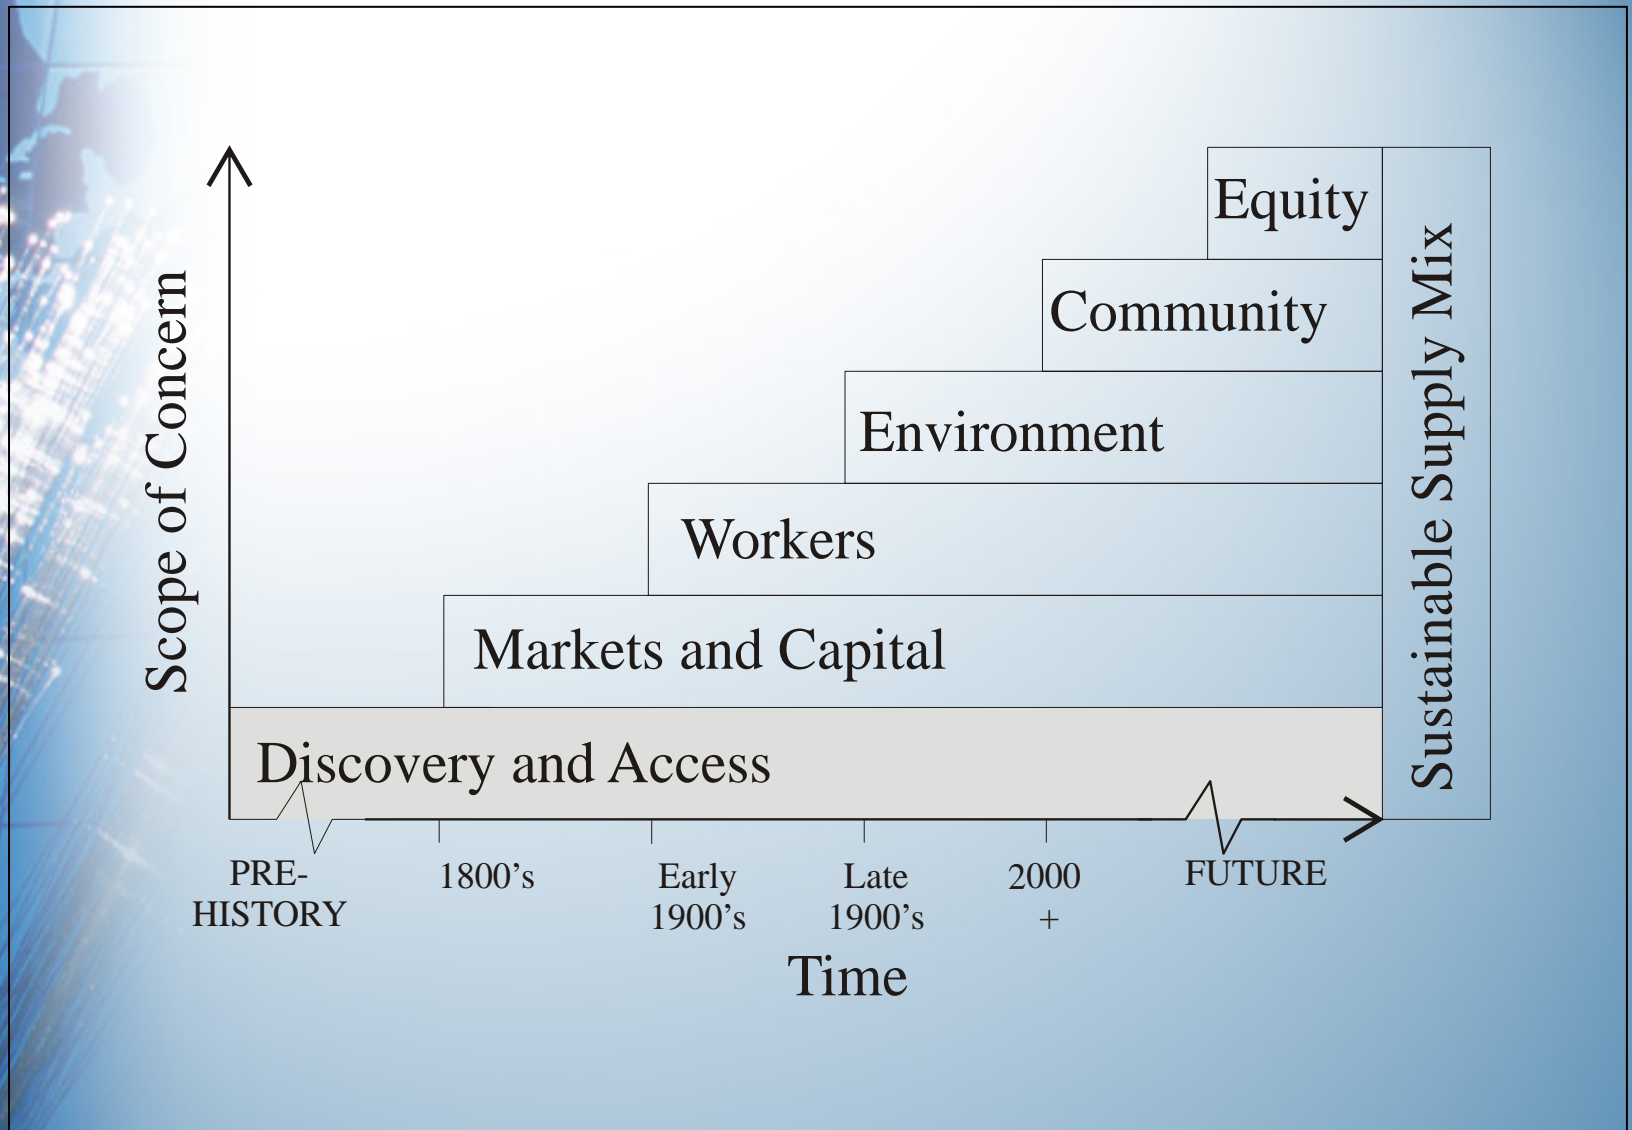 Scope of Concern
Equity
Community
Environment
Workers
Markets and Capital
Discovery and Access
Sustainable Supply Mix
PRE-
HISTORY
1800’s
Early
1900’s
Late
1900’s
2000
+
FUTURE
Time